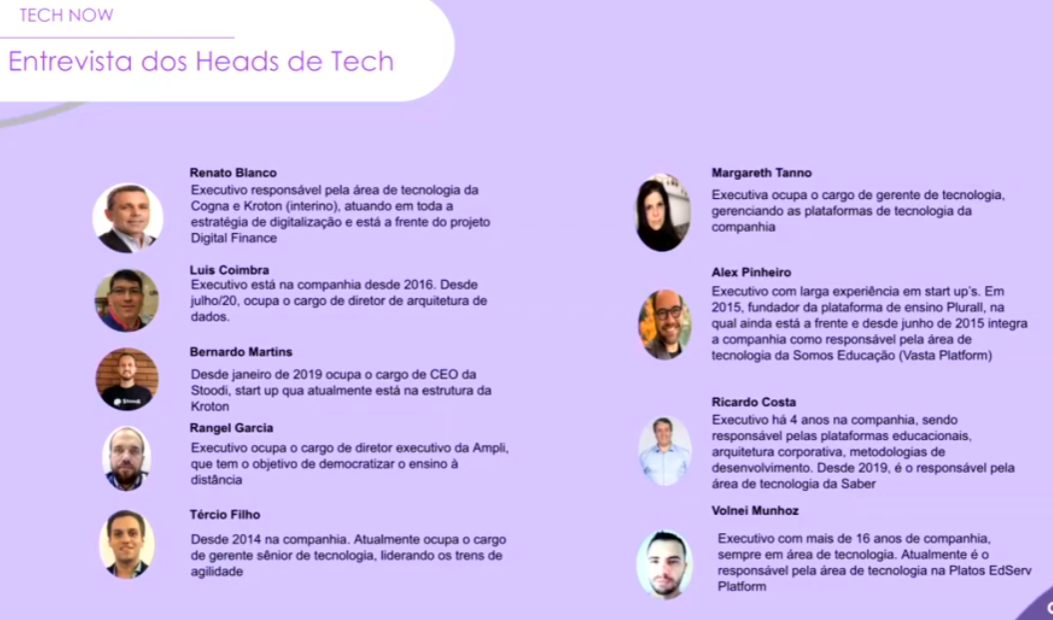 TECH NOW
Entrevista dos Heads de Tech
Renato Blanco
Executivo responsável pela área de tecnologia da
Cogna e Kroton (interino), atuando em toda a
estratégia de digitalização e está a frente do projeto
Digital Finance
Luis Coimbra
Executivo está na companhia desde 2016. Desde
julho/20, ocupa o cargo de diretor de arquitetura de
dados.
Bernardo Martins
Desde janeiro de 2019 ocupa o cargo de CEO da
Stoodi, start up qua atualmente está na estrutura da
Kroton
Rangel Garcia
Executivo ocupa o cargo de diretor executivo da Ampli,
que tem o objetivo de democratizar o ensino à
distância
Tércio Filho
Desde 2014 na companhia. Atualmente ocupa o cargo
de gerente sênior de tecnologia, liderando os trens de
agilidade
Margareth Tanno
Executiva ocupa o cargo de gerente de tecnologia,
gerenciando as plataformas de tecnologia da
companhia
Alex Pinheiro
Executivo com larga experiência em start up's. Em
2015, fundador da plataforma de ensino Plurall, na
qual ainda está a frente e desde junho de 2015 integra
a companhia como responsável pela área de
tecnologia da Somos Educação (Vasta Platform)
Ricardo Costa
Executivo há 4 anos na companhia, sendo
responsável pelas plataformas educacionais,
arquitetura corporativa, metodologias de
desenvolvimento. Desde 2019, é o responsável pela
área de tecnologia da Saber
Volnei Munhoz
Executivo com mais de 16 anos de companhia,
sempre em área de tecnologia. Atualmente é o
responsável pela área de tecnologia na Platos EdServ
Platform